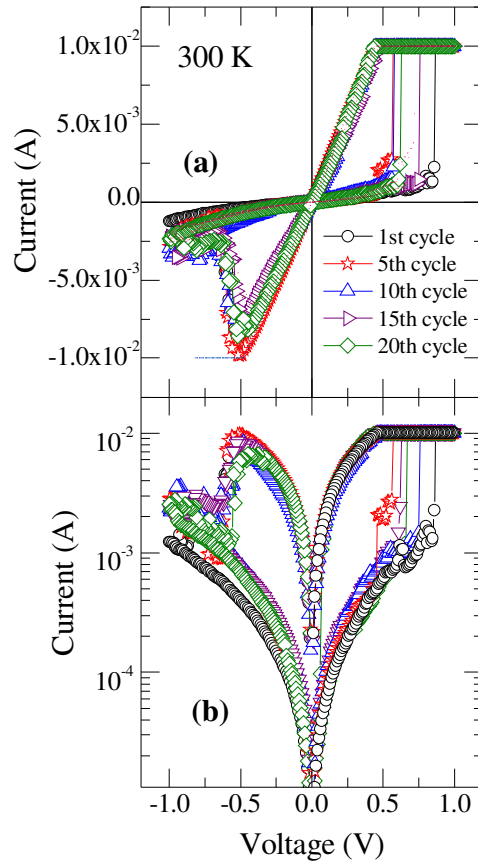 1.0x10-2
300 K
5.0x10-3
(a)
0.0
1st cycle
5th cycle
-5.0x10-3
10th cycle
15th cycle
-1.0x10-2
20th cycle
Current (A)
10-2
10-3
10-4
(b)
Current (A)
-1.0 -0.5 0.0 0.5 1.0
Voltage (V)